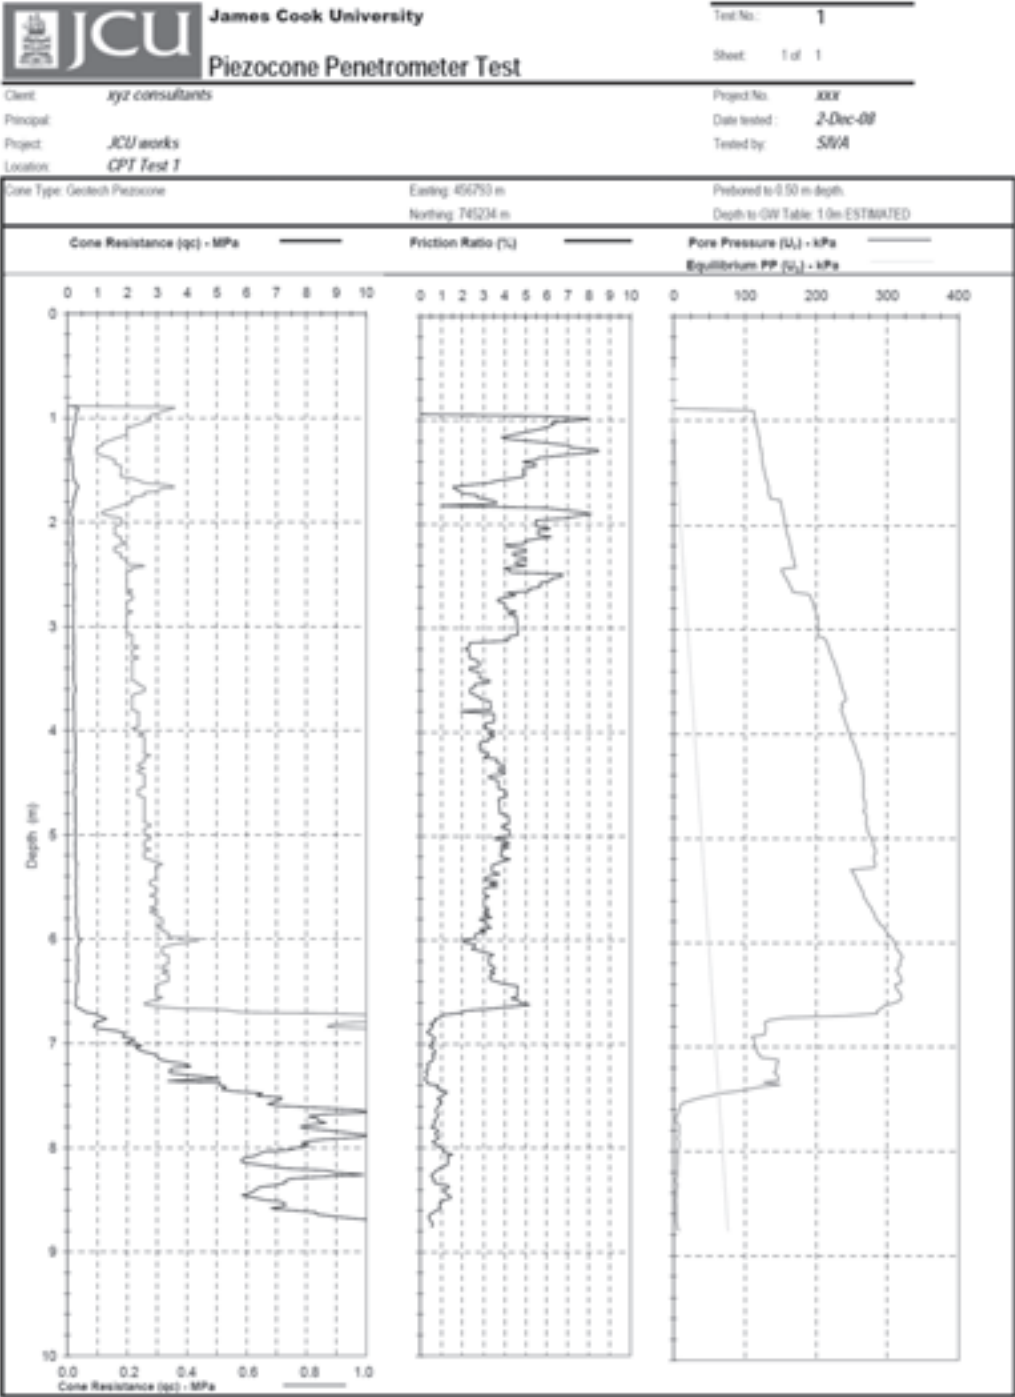 JCU
James Cook University
Piezocone Penetrometer Test
Test No.: 1
Sheet: 1 of 1
Client: xyz consultants
Principal:
Project: JCU works
Location: CPT Test 1
Project No. xxx
Date tested : 2-Dec-08
Tested by: SIVA
Cone Type: Geotech Piezocone
Easting: 456793 m
Northing: 745234 m
Prebored to 0.50 m depth.
Depth to GW Table: 1.0m ESTIMATED
Cone Resistance (qc) - MPa
Friction Ratio (%)
Pore Pressure (U ) - kPa
Equilibrium PP (U ) - kPa
0 1 2 3 4 5 6 7 8 9 10
0 1 2 3 4 5 6 7 8 9 10
0 100 200 300 400
0
1
2
3
4
5
6
7
8
9
10
Depth (m)
0.0 0.2 0.4 0.6 0.8 1.0
Cone Resistance (qc) - MPa